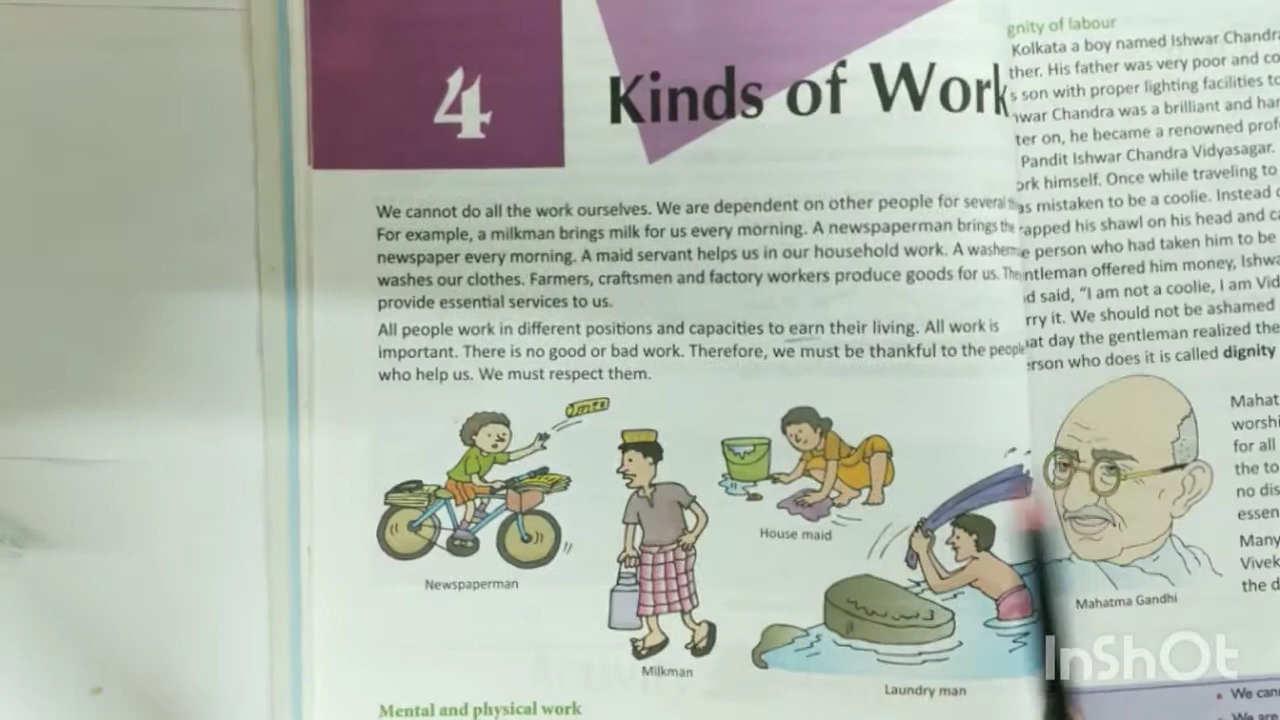 4
Kinds of Work
We cannot do all the work ourselves. We are dependent on other people for several
For example, a milkman brings milk for us every morning. A newspaperman brings the
newspaper every morning. A maid servant helps us in our household work. A
washes our clothes. Farmers, craftsmen and factory workers produce goods for us.
provide essential services to us.
All people work in different positions and capacities to earn their living. All work is
important. There is no good or bad work. Therefore, we must be thankful to the people
who help us. We must respect them.
Newspaperman
Milkman
House maid
Laundry man
Mental and physical work
gnity of labour
Kolkata a boy named Ishwar Chandra
ther. His father was very poor and co
s son with proper lighting facilities to
war Chandra was a brilliant and har
ter on, he became a renowned prof
Pandit Ishwar Chandra Vidyasagar.
ork himself. Once while traveling to
as mistaken to be a coolie. Instead
rapped his shawl on his head and ca
e person who had taken him to be
ntleman offered him money, Ishwa
d said, "I am not a coolie, I am Vid
rry it. We should not be ashamed
at day the gentleman realized the
erson who does it is called dignity
Mahat
worshi
for all
the to
no dis
essen
Many
Vivek
the d
Mahatma Gandhi
• We can
InShOt